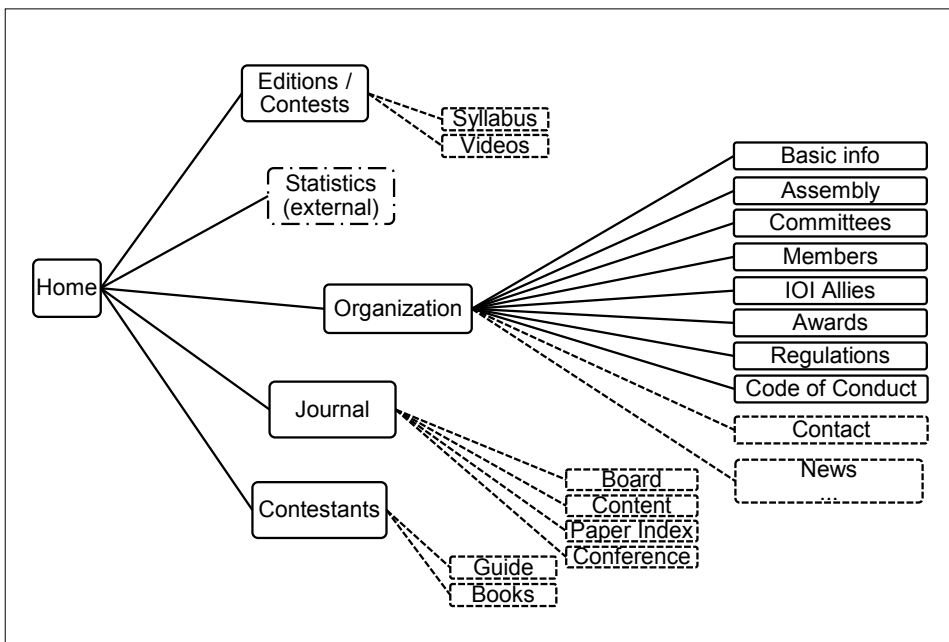 Home
Editions /
Contests
Syllabus
Videos
Statistics
(external)
Organization
Basic info
Assembly
Committees
Members
IOI Allies
Awards
Regulations
Code of Conduct
Contact
News
...
Journal
Board
Content
Paper Index
Conference
Contestants
Guide
Books